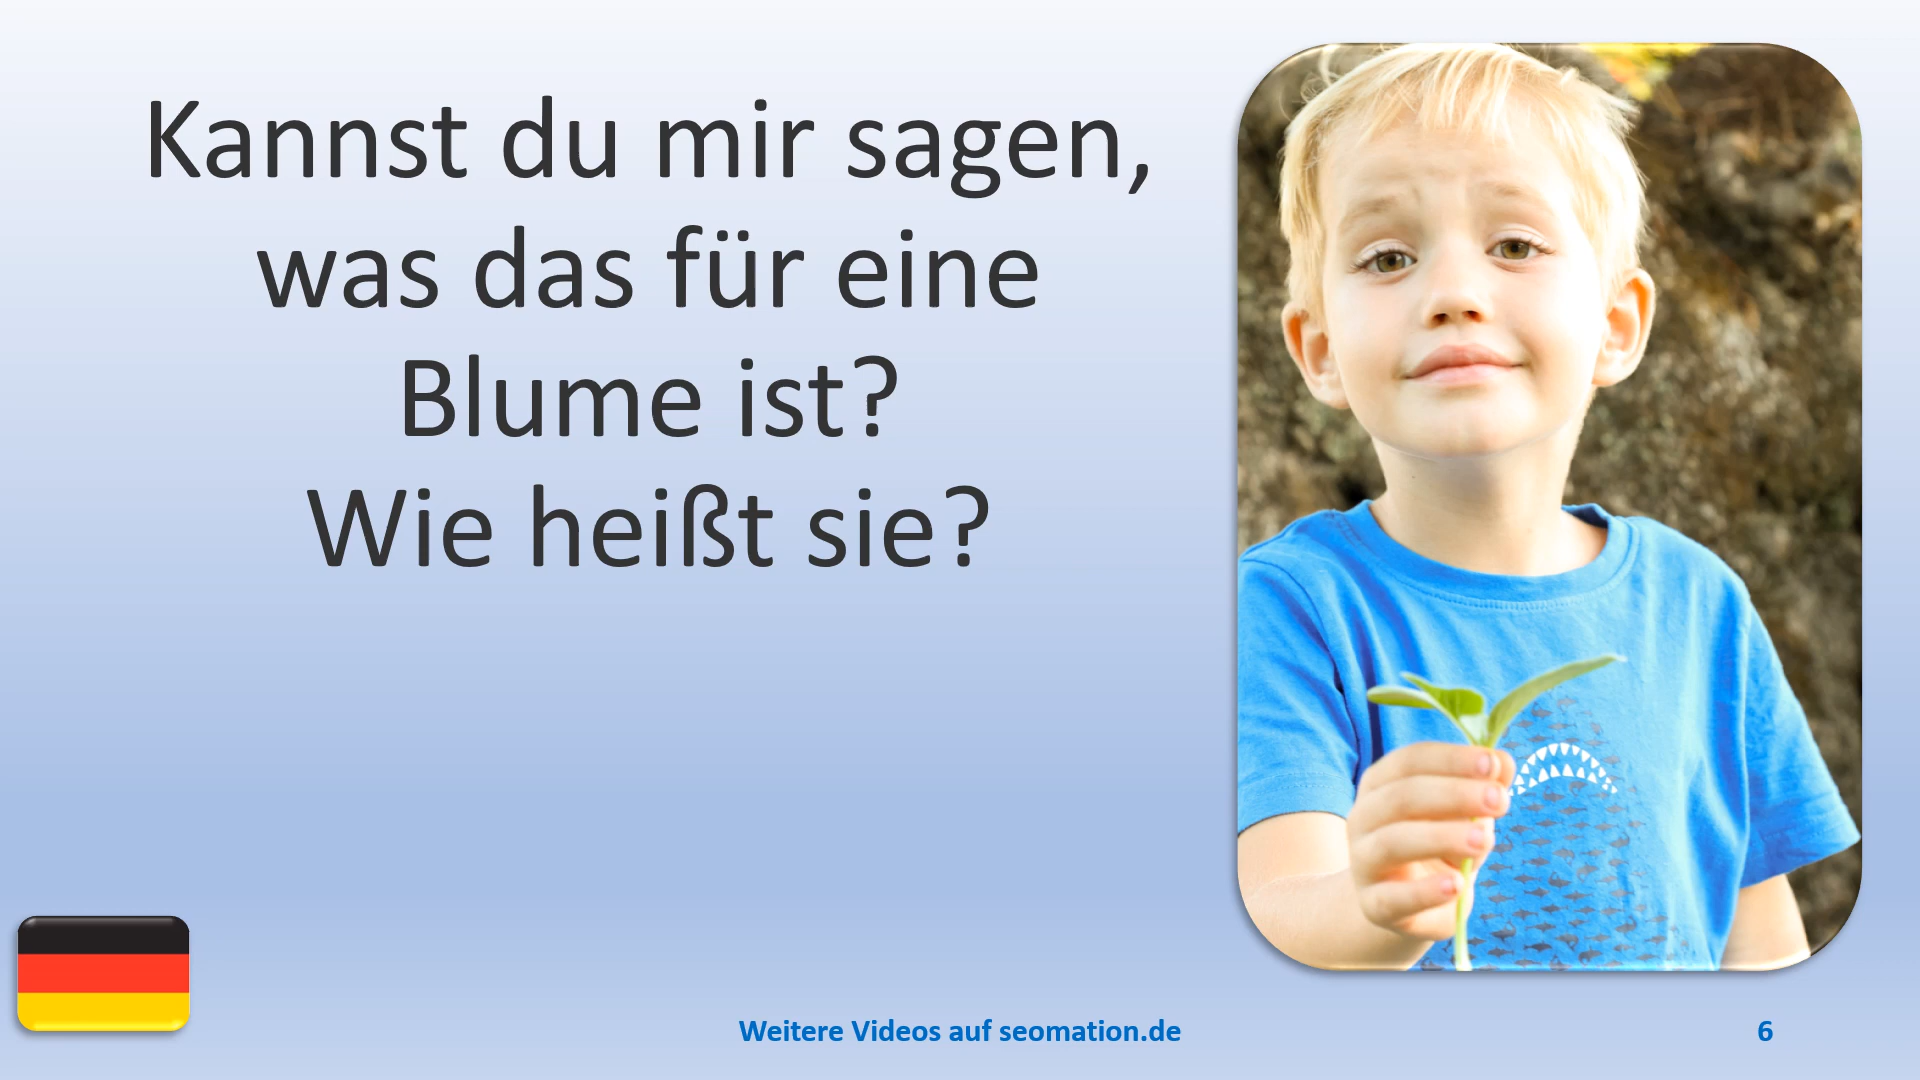 Kannst du mir sagen,
was das für eine
Blume ist?
Wie heißt sie?
Weitere Videos auf seomation.de
6